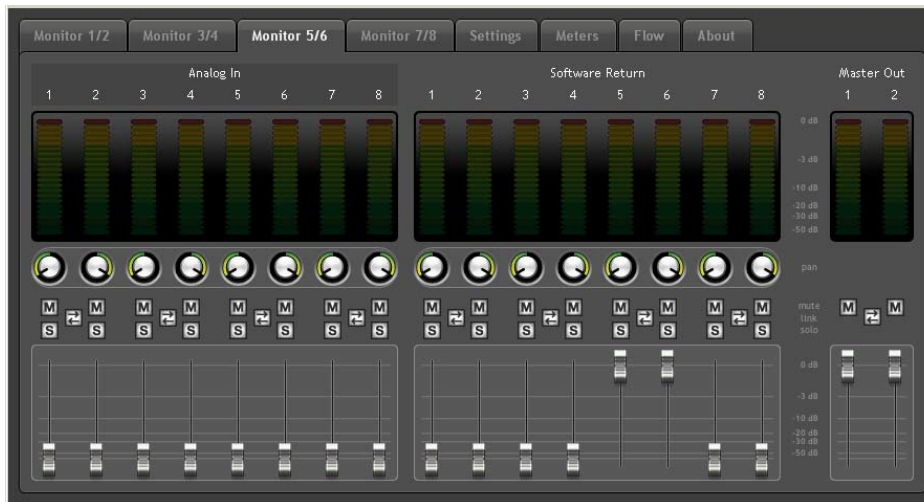 Monitor 1/2 Monitor 3/4 Monitor 5/6 Monitor 7/8 Settings Meters Flow About
Analog In Software Return Master Out
1 2 3 4 5 6 7 8 1 2 3 4 5 6 7 8 1 2
0 dB
-3 dB
-10 dB
-20 dB
-30 dB
-50 dB
pan
M M M M M M M M M M M M M M M M mute M M
link
S S S S S S S S S S S S S S S S solo
0 dB
-3 dB
-10 dB
-20 dB
-30 dB
-50 dB